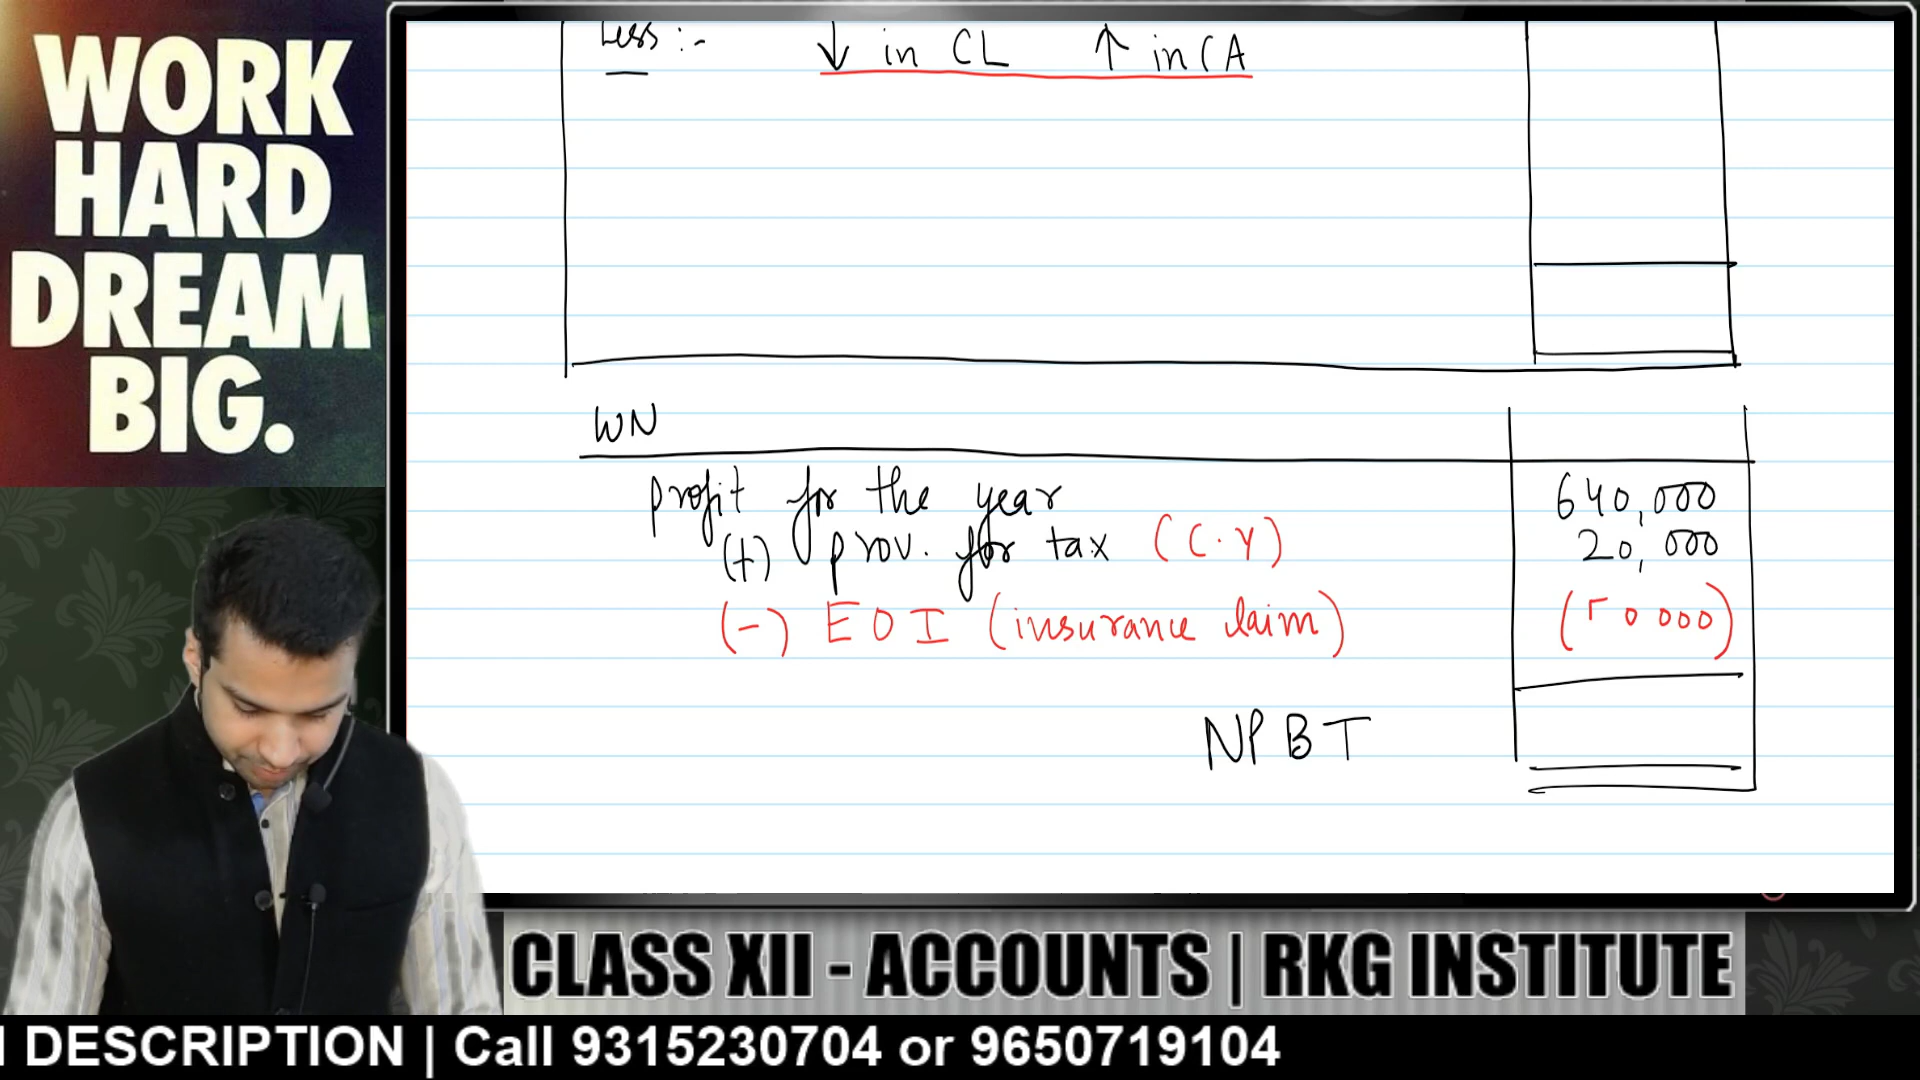 WORK
HARD
DREAM
BIG.
Less :-   ↓ in CL   ↑ in CA
WN
profit for the year   640,000
(+) prov. for tax (C.Y)   20,000
(-) EOI (insurance claim)   (50000)
NPBT
CLASS XII - ACCOUNTS | RKG INSTITUTE
DESCRIPTION | Call 9315230704 or 9650719104